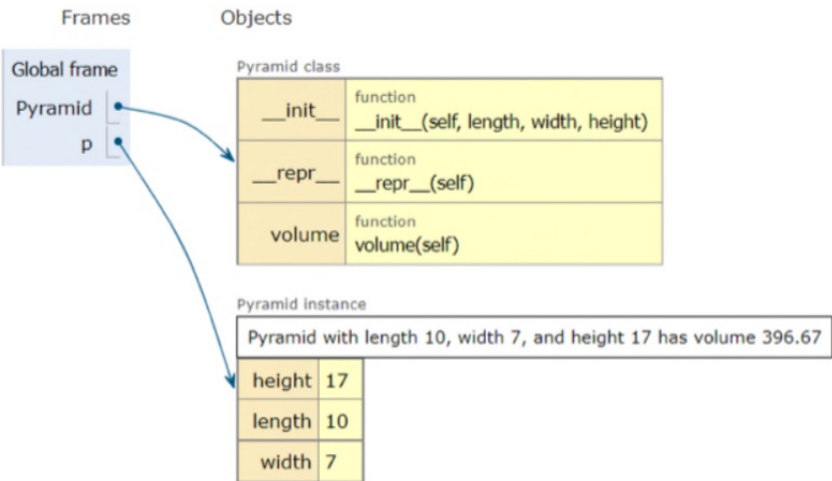 Frames Objects
Global frame
Pyramid
p
Pyramid class
__init__ function
__init__(self, length, width, height)
__repr__ function
__repr__(self)
volume function
volume(self)
Pyramid instance
Pyramid with length 10, width 7, and height 17 has volume 396.67
height 17
length 10
width 7